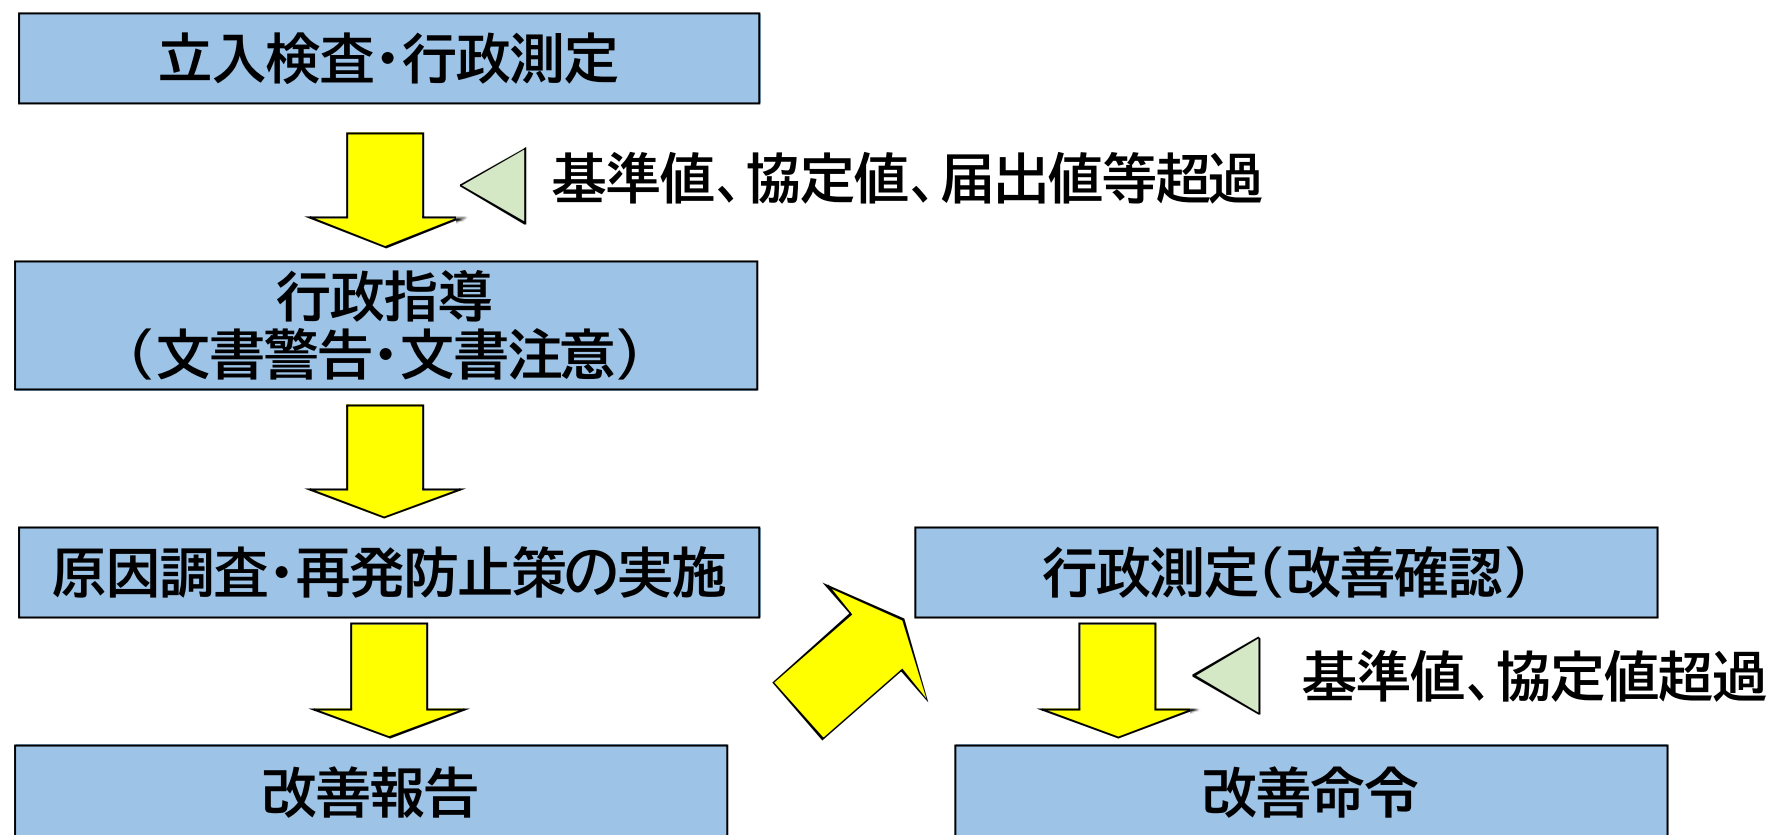 立入検査・行政測定
基準値、協定値、届出値等超過
行政指導
（文書警告・文書注意）
原因調査・再発防止策の実施
改善報告
行政測定（改善確認）
基準値、協定値超過
改善命令